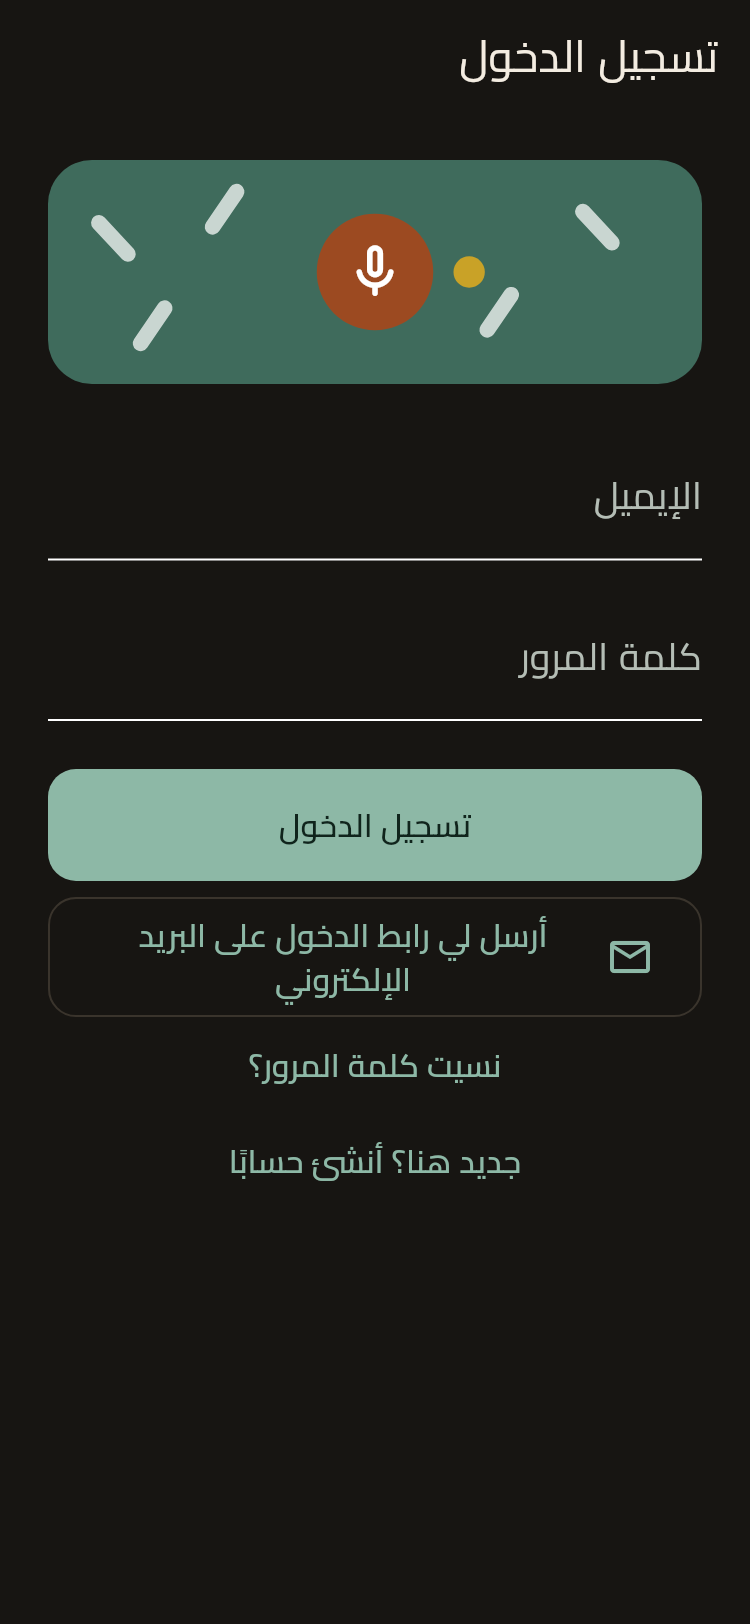 تسجيل الدخول
الإيميل
كلمة المرور
تسجيل الدخول
أرسل لي رابط الدخول على البريد
الإلكتروني
نسيت كلمة المرور؟
جديد هنا؟ أنشئ حسابًا